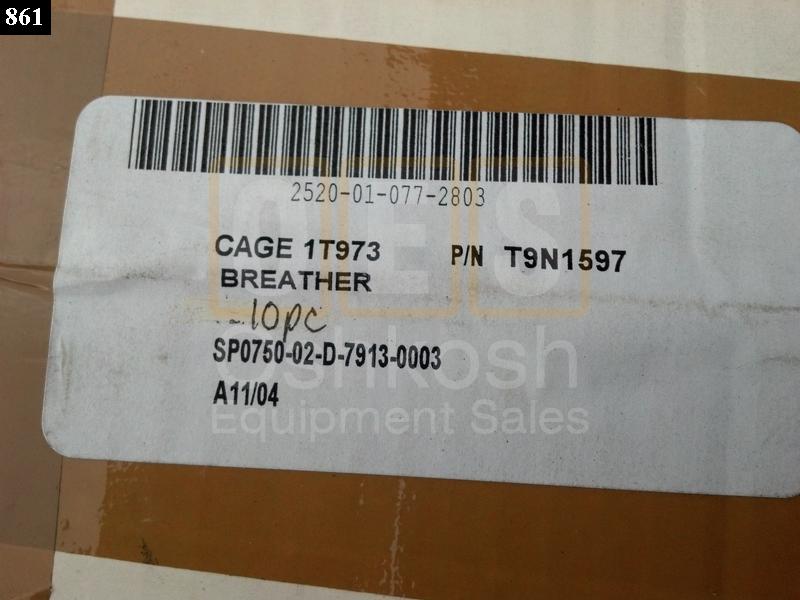 861
2520-01-077-2803
CAGE 1T973 P/N T9N1597
BREATHER
10pc
SP0750-02-D-7913-0003
A11/04
OES
Oshkosh
Equipment Sales